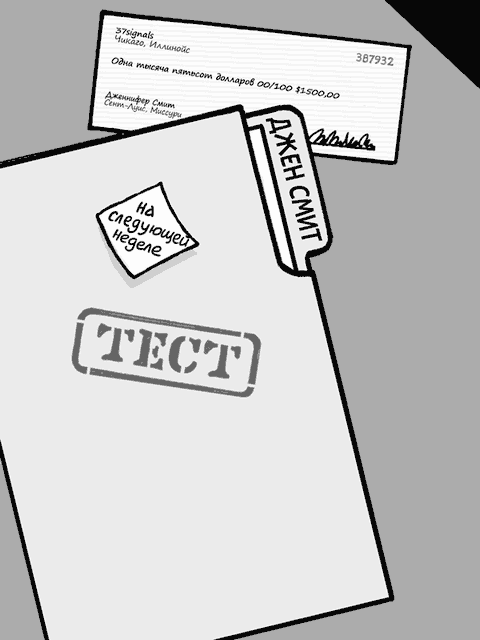 37signals
Чикаго, Иллинойс
387932
Одна тысяча пятьсот долларов 00/100 $1500,00
Дженнифер Смит
Сент-Луис, Миссури
ДЖЕН СМИТ
на
следующей
неделе
ТЕСТ